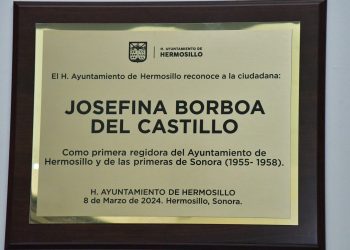 H. AYUNTAMIENTO DE
HERMOSILLO
El H. Ayuntamiento de Hermosillo reconoce a la ciudadana:
JOSEFINA BORBOA
DEL CASTILLO
Como primera regidora del Ayuntamiento de
Hermosillo y de las primeras de Sonora (1955- 1958).
H. AYUNTAMIENTO DE HERMOSILLO
8 de Marzo de 2024. Hermosillo, Sonora.